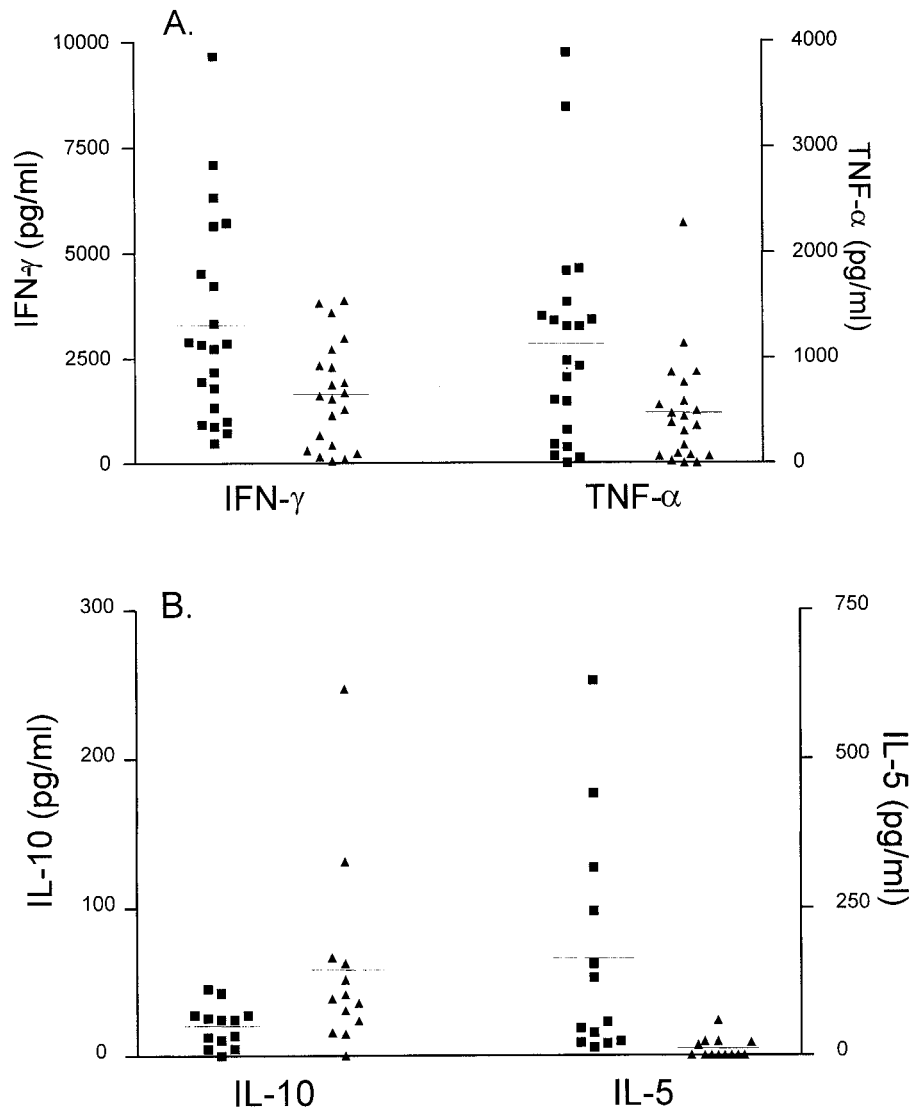 A.
10000
7500
5000
2500
0
IFN-γ (pg/ml)
4000
3000
2000
1000
0
TNF-α (pg/ml)
IFN-γ
TNF-α
B.
300
200
100
0
IL-10 (pg/ml)
750
500
250
0
IL-5 (pg/ml)
IL-10
IL-5